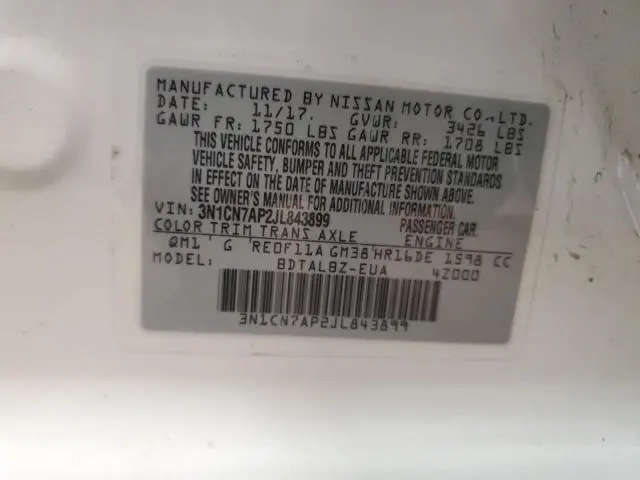 MANUFACTURED BY NISSAN MOTOR CO.,LTD.
DATE: 11/17. GVWR: 3426 LBS
GAWR FR: 1750 LBS GAWR RR: 1708 LBS
THIS VEHICLE CONFORMS TO ALL APPLICABLE FEDERAL MOTOR
VEHICLE SAFETY, BUMPER AND THEFT PREVENTION STANDARDS
IN EFFECT ON THE DATE OF MANUFACTURE SHOWN ABOVE.
SEE OWNER'S MANUAL FOR ADDITIONAL INFORMATION.
VIN: 3N1CN7AP2JL843899 PASSENGER CAR.
COLOR TRIM TRANS AXLE ENGINE
QM1 G RE0F11A GM38 HR16DE 1598 CC
MODEL: BDTALBZ-EUA 4Z000
3N1CN7AP2JL843899